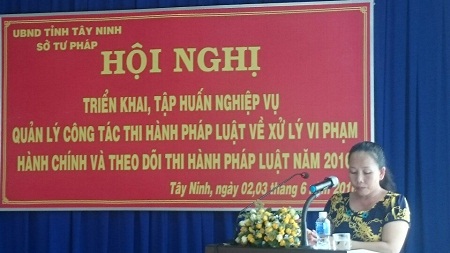 UBND TỈNH TÂY NINH
SỞ TƯ PHÁP
HỘI NGHỊ
TRIỂN KHAI, TẬP HUẤN NGHIỆP VỤ
QUẢN LÝ CÔNG TÁC THI HÀNH PHÁP LUẬT VỀ XỬ LÝ VI PHẠM
HÀNH CHÍNH VÀ THEO DÕI THI HÀNH PHÁP LUẬT NĂM 2016
Tây Ninh, ngày 02,03 tháng 6